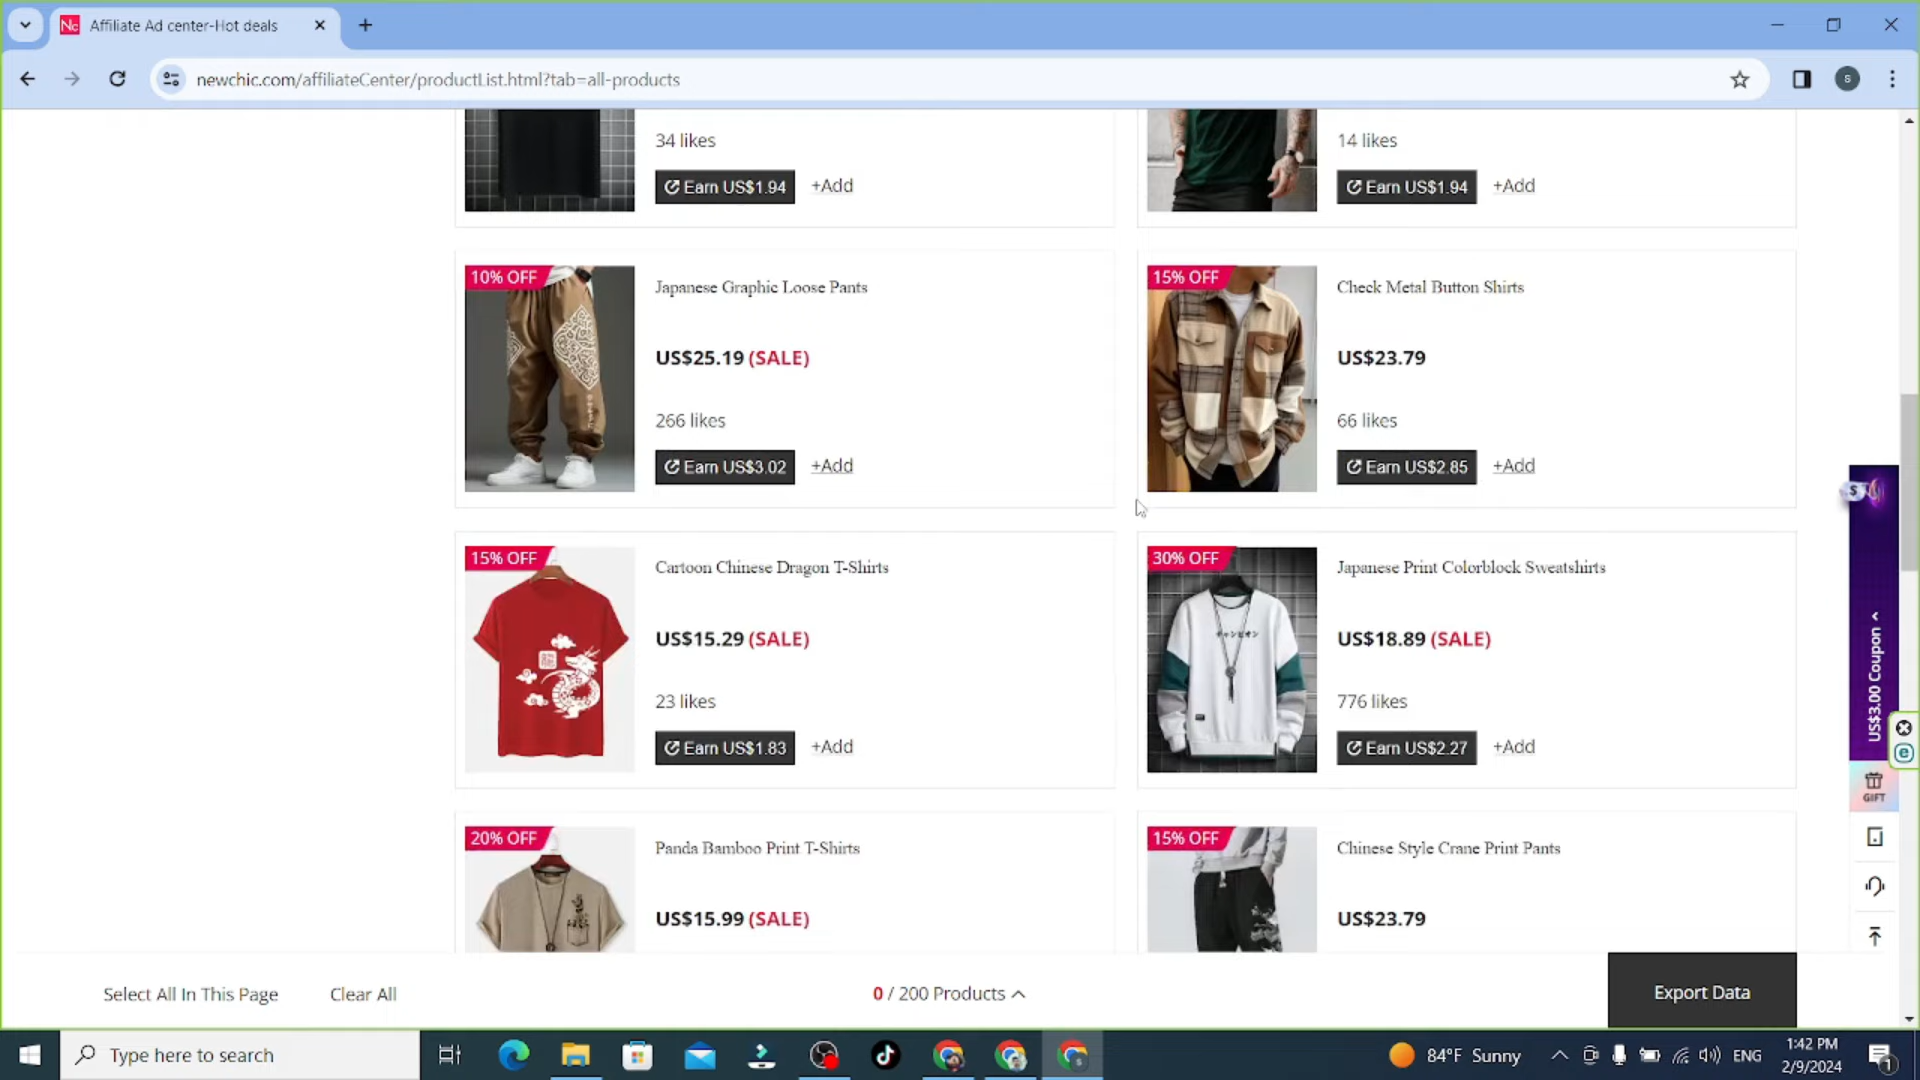 Affiliate Ad center-Hot deals
newchic.com/affiliateCenter/productList.html?tab=all-products
S
34 likes
Earn US$1.94 +Add
14 likes
Earn US$1.94 +Add
10% OFF
Japanese Graphic Loose Pants
US$25.19 (SALE)
266 likes
Earn US$3.02 +Add
15% OFF
Check Metal Button Shirts
US$23.79
66 likes
Earn US$2.85 +Add
15% OFF
Cartoon Chinese Dragon T-Shirts
US$15.29 (SALE)
23 likes
Earn US$1.83 +Add
30% OFF
Japanese Print Colorblock Sweatshirts
US$18.89 (SALE)
776 likes
Earn US$2.27 +Add
チャンピオン
20% OFF
Panda Bamboo Print T-Shirts
US$15.99 (SALE)
15% OFF
Chinese Style Crane Print Pants
US$23.79
US$3.00 Coupon
GIFT
Select All In This Page
Clear All
0 / 200 Products
Export Data
Type here to search
84°F Sunny
ENG
1:42 PM
2/9/2024
1